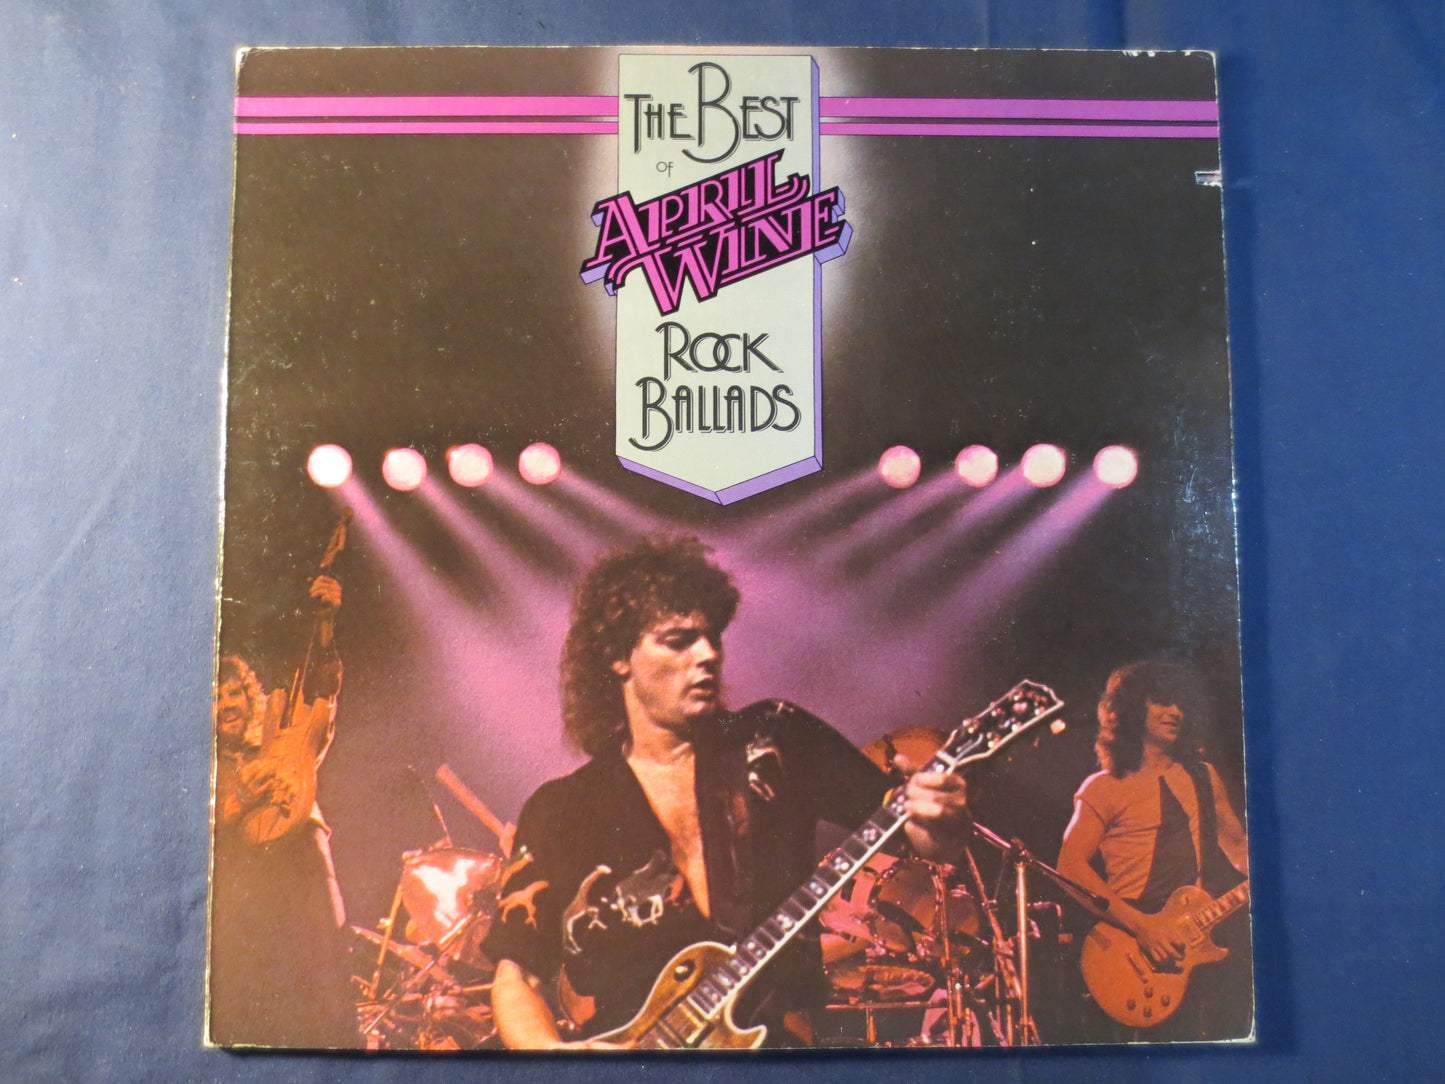 THE BEST
OF
APRIL
WINE
ROCK
BALLADS